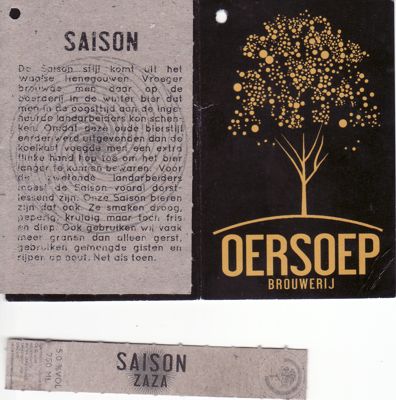 SAISON
De Saison stijl komt uit het
Waalse Henegouwen. Vroeger
brouwde men daar op de
boerderij in de winter bier dat
men in de oogsttijd aan de inge-
huurde landarbeiders kon schen-
ken. Omdat deze oude bierstijl
eerder werd uitgevonden dan de
koelkast voegde men een extra
flinke hand hop toe om het bier
langer te kunnen bewaren. Voor
de zwetende landarbeiders
moest de Saison vooral dorst-
lessend zijn. Onze Saison bieren
zijn dat ook. Ze smaken droog,
peperig, kruidig maar toch fris
en diep. Ook gebruiken wij vaak
meer granen dan alleen gerst,
gebruiken gemengde gisten en
rijpen op hout. Net als toen.
OERSOEP
BROUWERIJ
SAISON
ZAZA
5.0 %VOL
750 ML